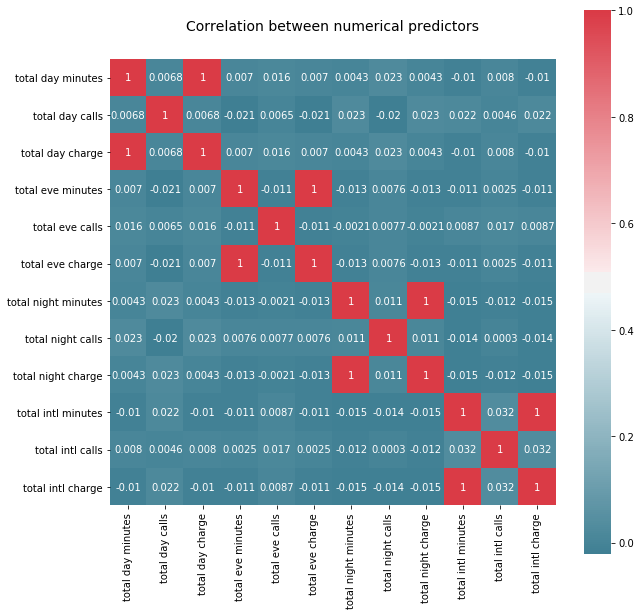 Correlation between numerical predictors
total day minutes 1 0.0068 1 0.007 0.016 0.007 0.0043 0.023 0.0043 -0.01 0.008 -0.01
total day calls 0.0068 1 0.0068 -0.021 0.0065 -0.021 0.023 -0.02 0.023 0.022 0.0046 0.022
total day charge 1 0.0068 1 0.007 0.016 0.007 0.0043 0.023 0.0043 -0.01 0.008 -0.01
total eve minutes 0.007 -0.021 0.007 1 -0.011 1 -0.013 0.0076 -0.013 -0.011 0.0025 -0.011
total eve calls 0.016 0.0065 0.016 -0.011 1 -0.011 -0.0021 0.0077 -0.0021 0.0087 0.017 0.0087
total eve charge 0.007 -0.021 0.007 1 -0.011 1 -0.013 0.0076 -0.013 -0.011 0.0025 -0.011
total night minutes 0.0043 0.023 0.0043 -0.013 -0.0021 -0.013 1 0.011 1 -0.015 -0.012 -0.015
total night calls 0.023 -0.02 0.023 0.0076 0.0077 0.0076 0.011 1 0.011 -0.014 0.0003 -0.014
total night charge 0.0043 0.023 0.0043 -0.013 -0.0021 -0.013 1 0.011 1 -0.015 -0.012 -0.015
total intl minutes -0.01 0.022 -0.01 -0.011 0.0087 -0.011 -0.015 -0.014 -0.015 1 0.032 1
total intl calls 0.008 0.0046 0.008 0.0025 0.017 0.0025 -0.012 0.0003 -0.012 0.032 1 0.032
total intl charge -0.01 0.022 -0.01 -0.011 0.0087 -0.011 -0.015 -0.014 -0.015 1 0.032 1
total day minutes
total day calls
total day charge
total eve minutes
total eve calls
total eve charge
total night minutes
total night calls
total night charge
total intl minutes
total intl calls
total intl charge
1.0
0.8
0.6
0.4
0.2
0.0